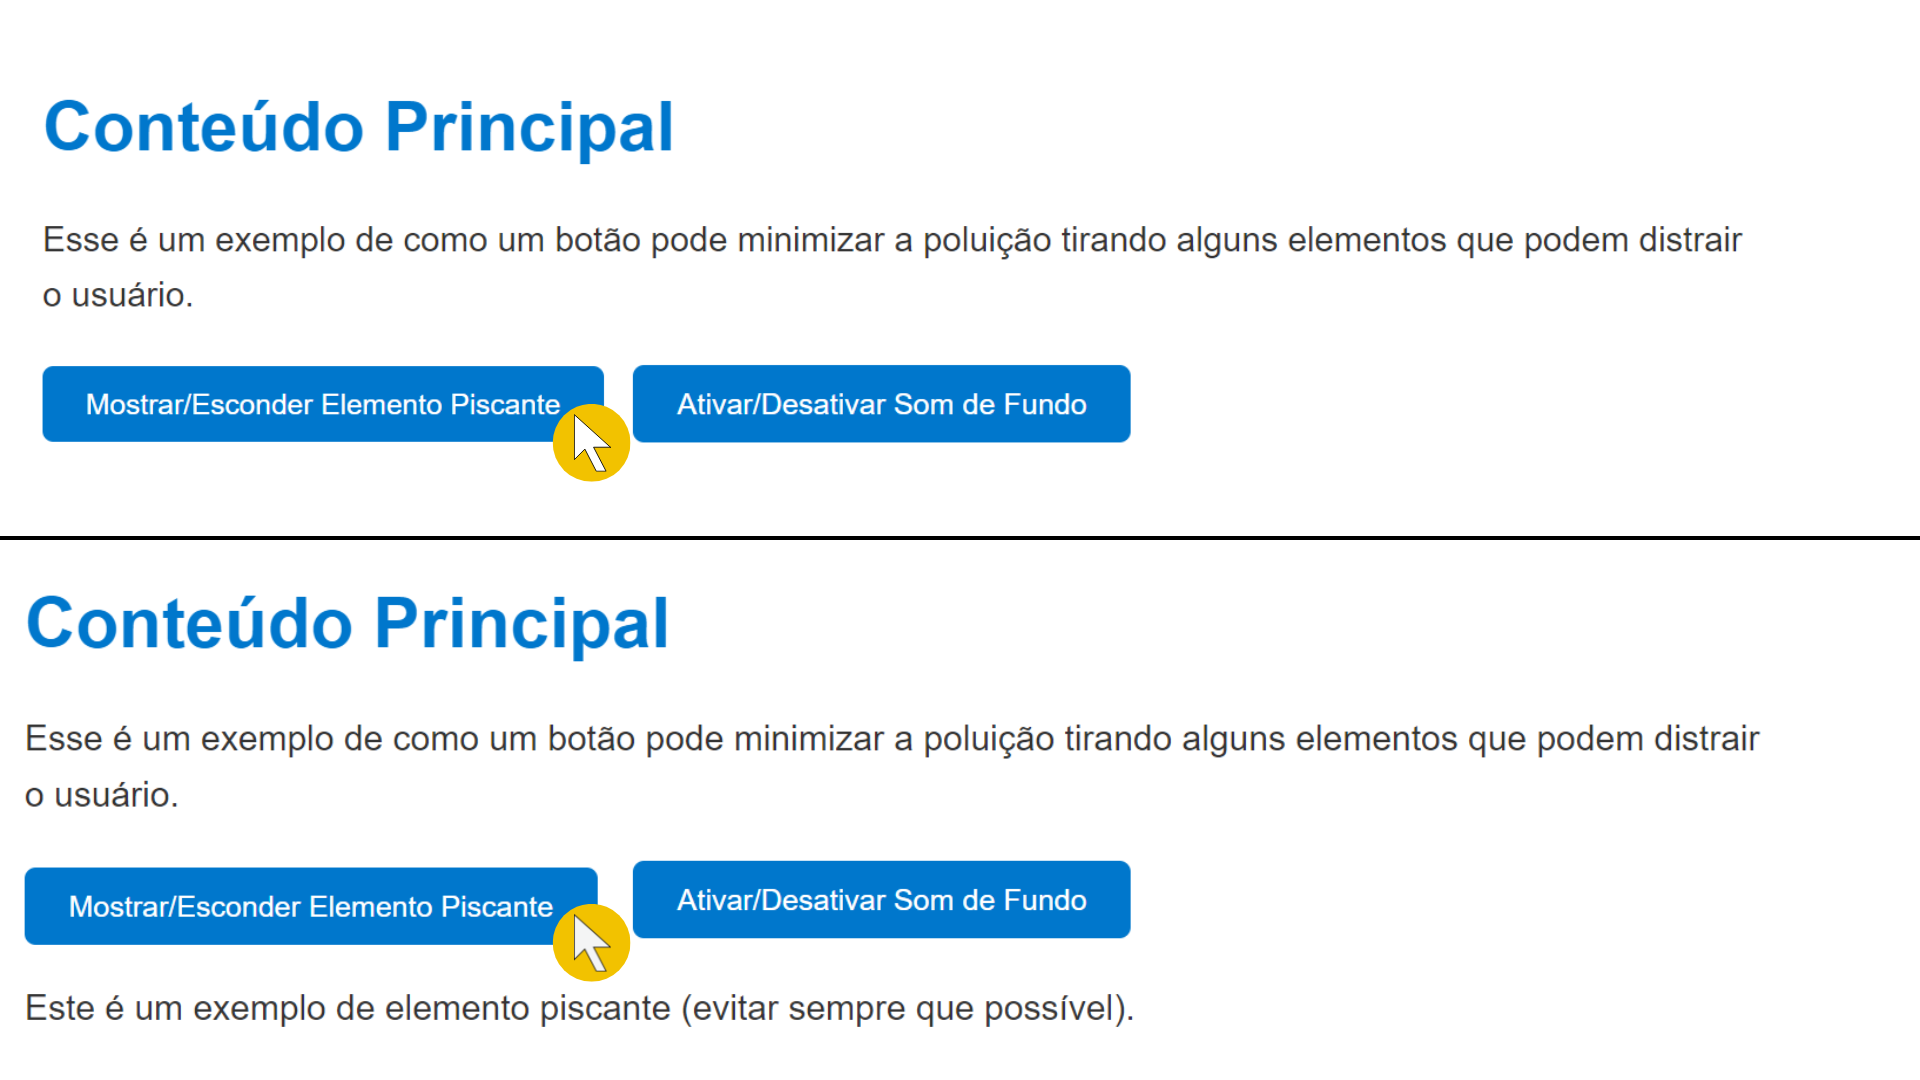 Conteúdo Principal
Esse é um exemplo de como um botão pode minimizar a poluição tirando alguns elementos que podem distrair
o usuário.
Mostrar/Esconder Elemento Piscante
Ativar/Desativar Som de Fundo
Conteúdo Principal
Esse é um exemplo de como um botão pode minimizar a poluição tirando alguns elementos que podem distrair
o usuário.
Mostrar/Esconder Elemento Piscante
Ativar/Desativar Som de Fundo
Este é um exemplo de elemento piscante (evitar sempre que possível).